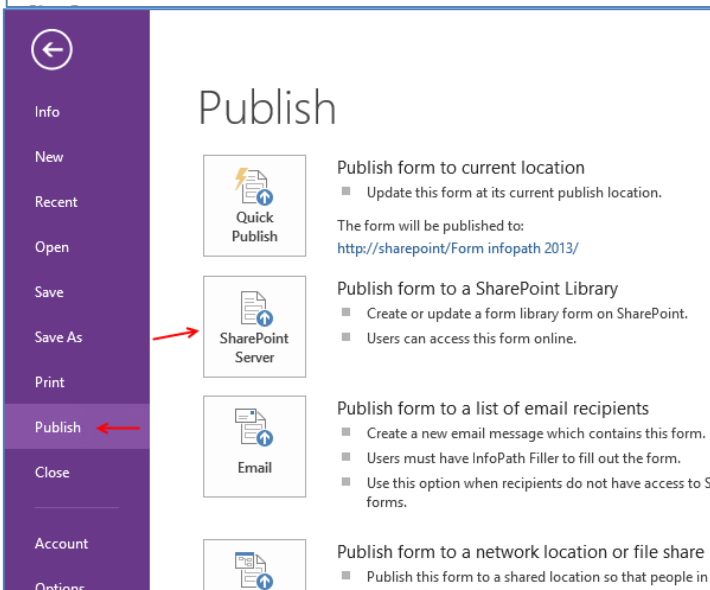 Publish
Info
New
Recent
Open
Save
Save As
Print
Publish
Close
Account
Options
Quick
Publish
Publish form to current location
Update this form at its current publish location.
The form will be published to:
http://sharepoint/Form infopath 2013/
SharePoint
Server
Publish form to a SharePoint Library
Create or update a form library form on SharePoint.
Users can access this form online.
Email
Publish form to a list of email recipients
Create a new email message which contains this form.
Users must have InfoPath Filler to fill out the form.
Use this option when recipients do not have access to S
forms.
Publish form to a network location or file share
Publish this form to a shared location so that people in